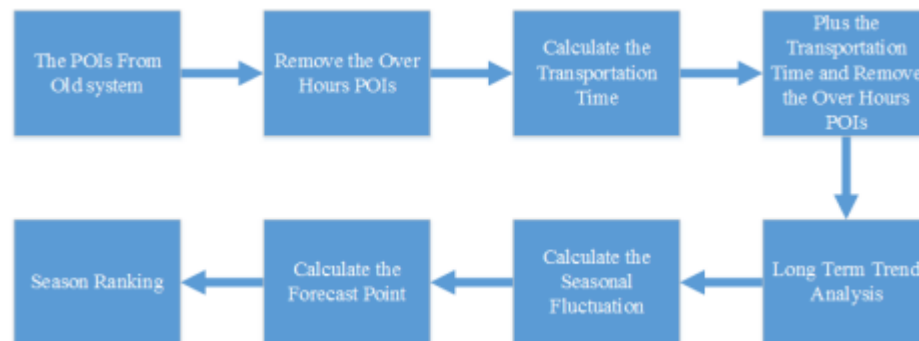 The POIs From
Old system
Remove the Over
Hours POIs
Calculate the
Transportation
Time
Plus the
Transportation
Time and Remove
the Over Hours
POIs
Season Ranking
Calculate the
Forecast Point
Calculate the
Seasonal
Fluctuation
Long Term Trend
Analysis